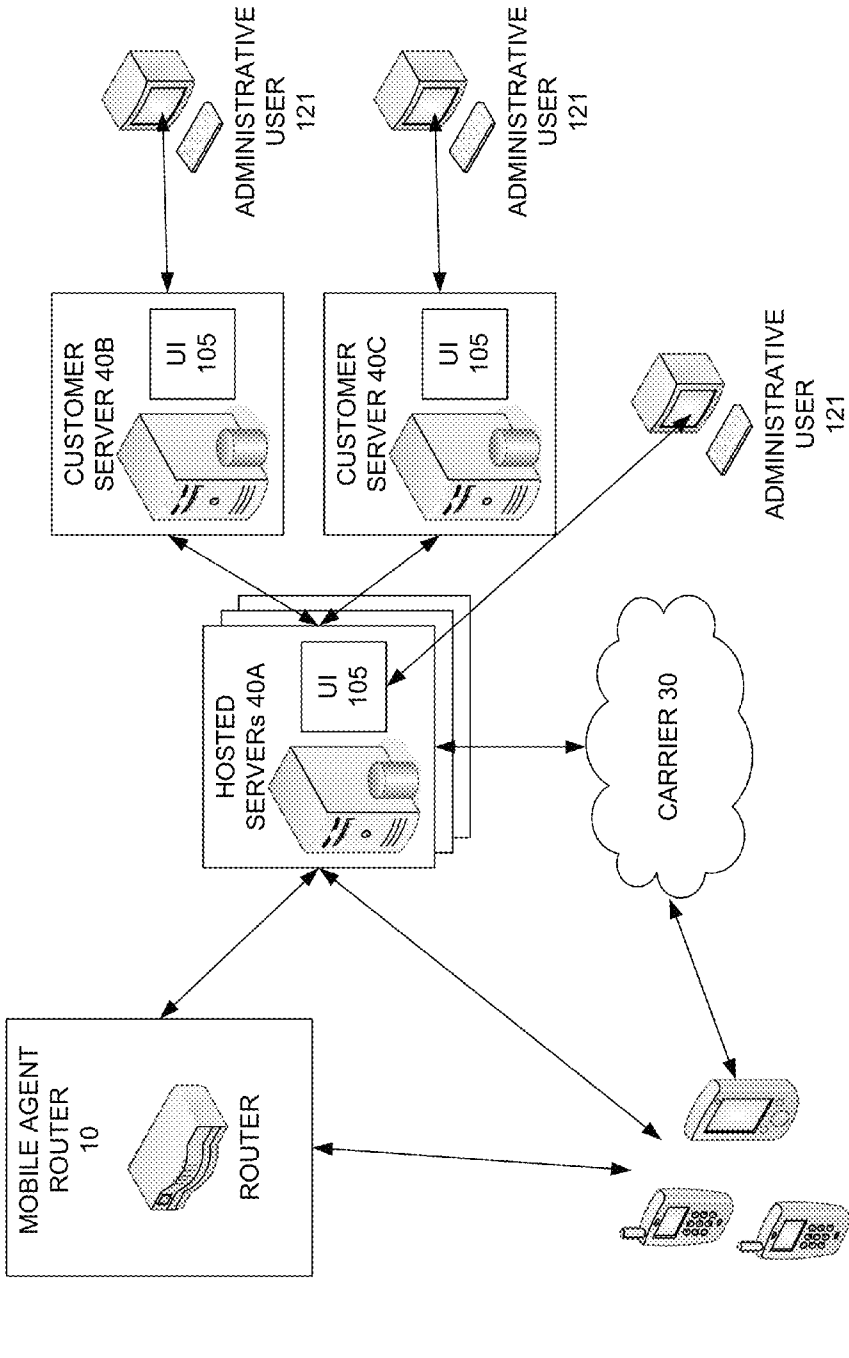 MOBILE AGENT
ROUTER
10
ROUTER
HOSTED
SERVERs 40A
UI
105
CUSTOMER
SERVER 40B
UI
105
CUSTOMER
SERVER 40C
UI
105
ADMINISTRATIVE
USER
121
ADMINISTRATIVE
USER
121
ADMINISTRATIVE
USER
121
CARRIER 30